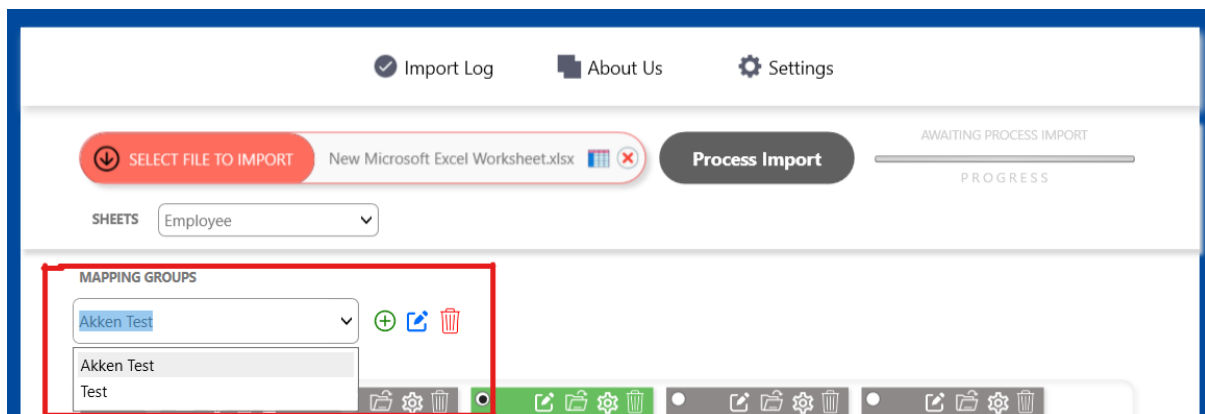 Import Log About Us Settings
SELECT FILE TO IMPORT New Microsoft Excel Worksheet.xlsx Process Import AWAITING PROCESS IMPORT
PROGRESS
SHEETS Employee
MAPPING GROUPS
Akken Test
Akken Test
Test